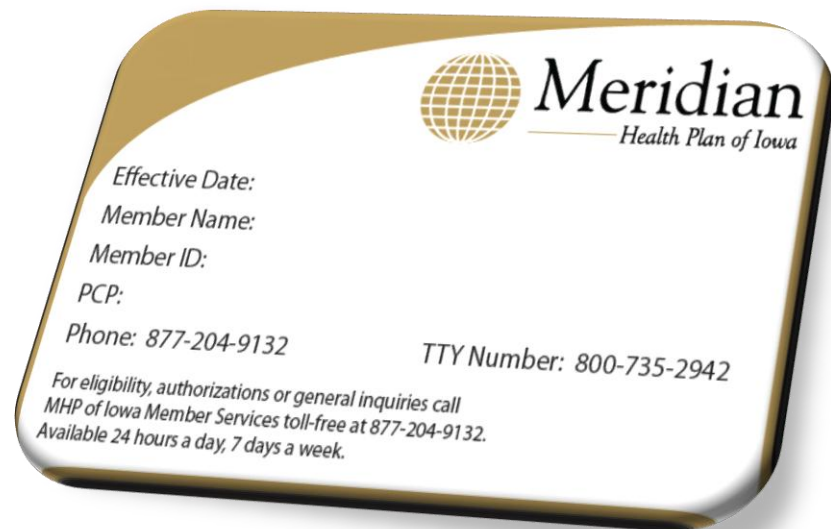 Meridian
Health Plan of Iowa
Effective Date:
Member Name:
Member ID:
PCP:
Phone: 877-204-9132 TTY Number: 800-735-2942
For eligibility, authorizations or general inquiries call
MHP of Iowa Member Services toll-free at 877-204-9132.
Available 24 hours a day, 7 days a week.